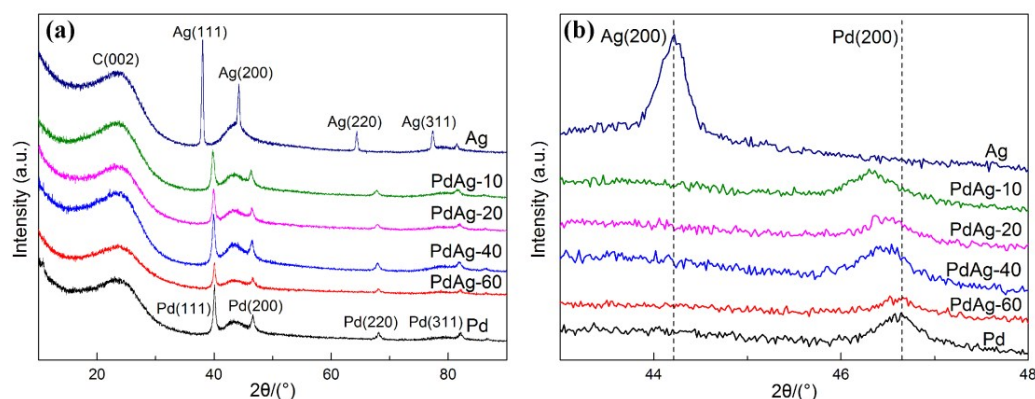 (a)
Ag(111)
C(002)
Ag(200)
Ag(220)
Ag(311)
Ag
PdAg-10
PdAg-20
PdAg-40
PdAg-60
Pd(111)
Pd(200)
Pd(220)
Pd(311)
Pd
Intensity (a.u.)
20
40
60
80
2θ/(°)
(b)
Ag(200)
Pd(200)
Ag
PdAg-10
PdAg-20
PdAg-40
PdAg-60
Pd
Intensity (a.u.)
44
46
48
2θ/(°)